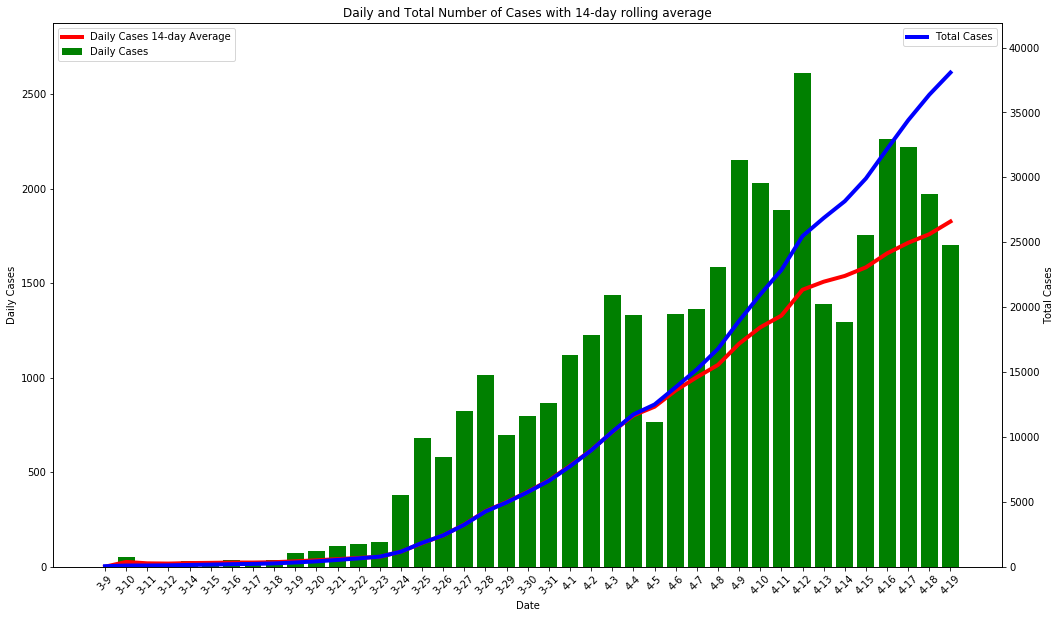 Daily and Total Number of Cases with 14-day rolling average
Daily Cases 14-day Average
Daily Cases
Total Cases
2500
2000
1500
1000
500
0
Daily Cases
40000
35000
30000
25000
20000
15000
10000
5000
0
Total Cases
3-9 3-10 3-11 3-12 3-14 3-15 3-16 3-17 3-18 3-19 3-20 3-21 3-22 3-23 3-24 3-25 3-26 3-27 3-28 3-29 3-30 3-31 4-1 4-2 4-3 4-4 4-5 4-6 4-7 4-8 4-9 4-10 4-11 4-12 4-13 4-14 4-15 4-16 4-17 4-18 4-19
Date